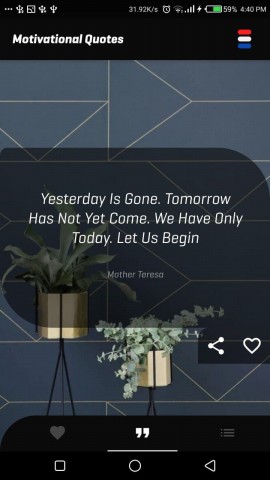 31.92K/s 59% 4:40 PM
Motivational Quotes
Yesterday Is Gone. Tomorrow
Has Not Yet Come. We Have Only
Today. Let Us Begin
Mother Teresa